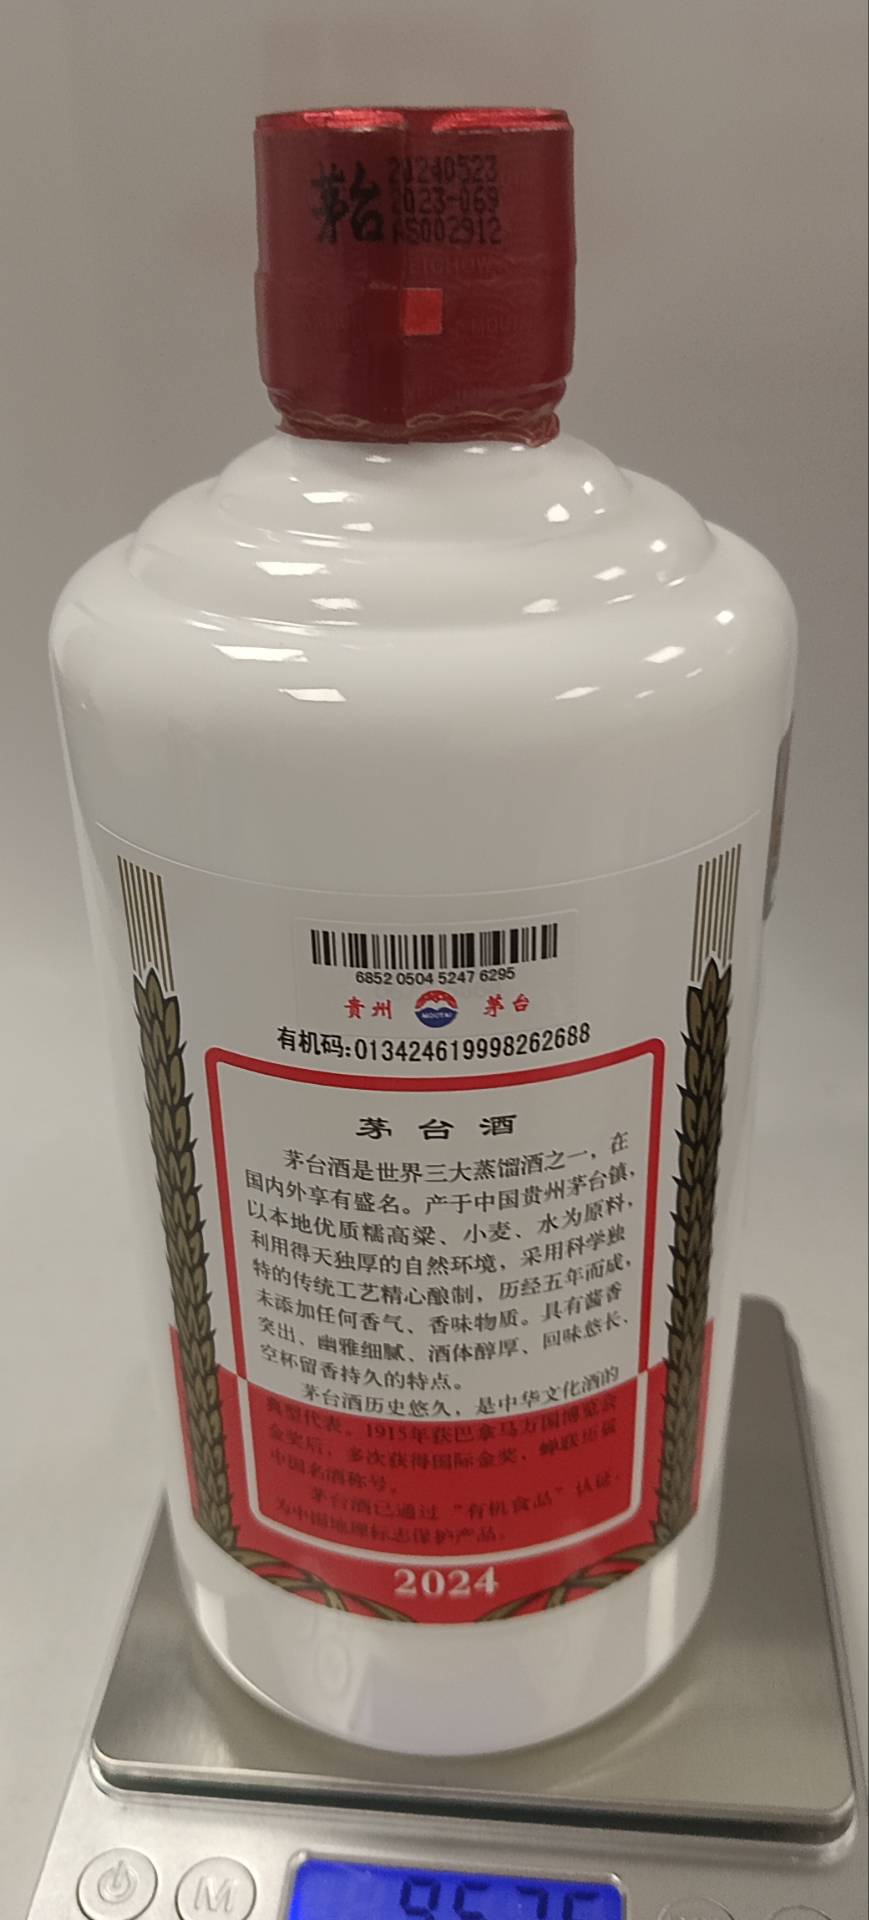 茅台
20240523
2023-069
AS002912
6852 0504 5247 6295
贵州 MOUTAI 茅台
有机码:013424619998262688
茅台酒
茅台酒是世界三大蒸馏酒之一，在
国内外享有盛名。产于中国贵州茅台镇，
以本地优质糯高粱、小麦、水为原料，
利用得天独厚的自然环境，采用科学独
特的传统工艺精心酿制，历经五年而成，
未添加任何香气、香味物质。具有酱香
突出、幽雅细腻、酒体醇厚、回味悠长、
空杯留香持久的特点。
茅台酒历史悠久，是中华文化酒的
典型代表。1915年获巴拿马万国博览会
金奖后，多次获得国际金奖，蝉联历届
中国名酒称号。
茅台酒已通过“有机食品”认证，
为中国地理标志保护产品。
2024
M